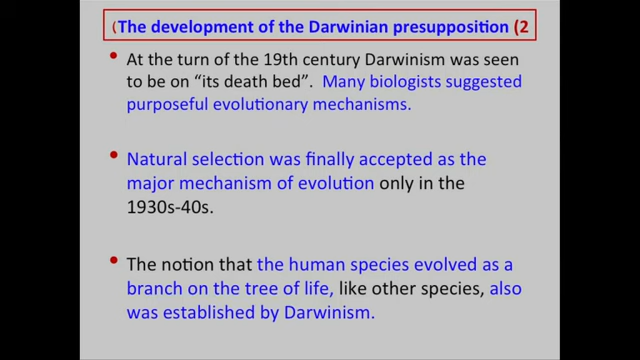 (The development of the Darwinian presupposition (2
• At the turn of the 19th century Darwinism was seen
to be on “its death bed”. Many biologists suggested
purposeful evolutionary mechanisms.
• Natural selection was finally accepted as the
major mechanism of evolution only in the
1930s-40s.
• The notion that the human species evolved as a
branch on the tree of life, like other species, also
was established by Darwinism.